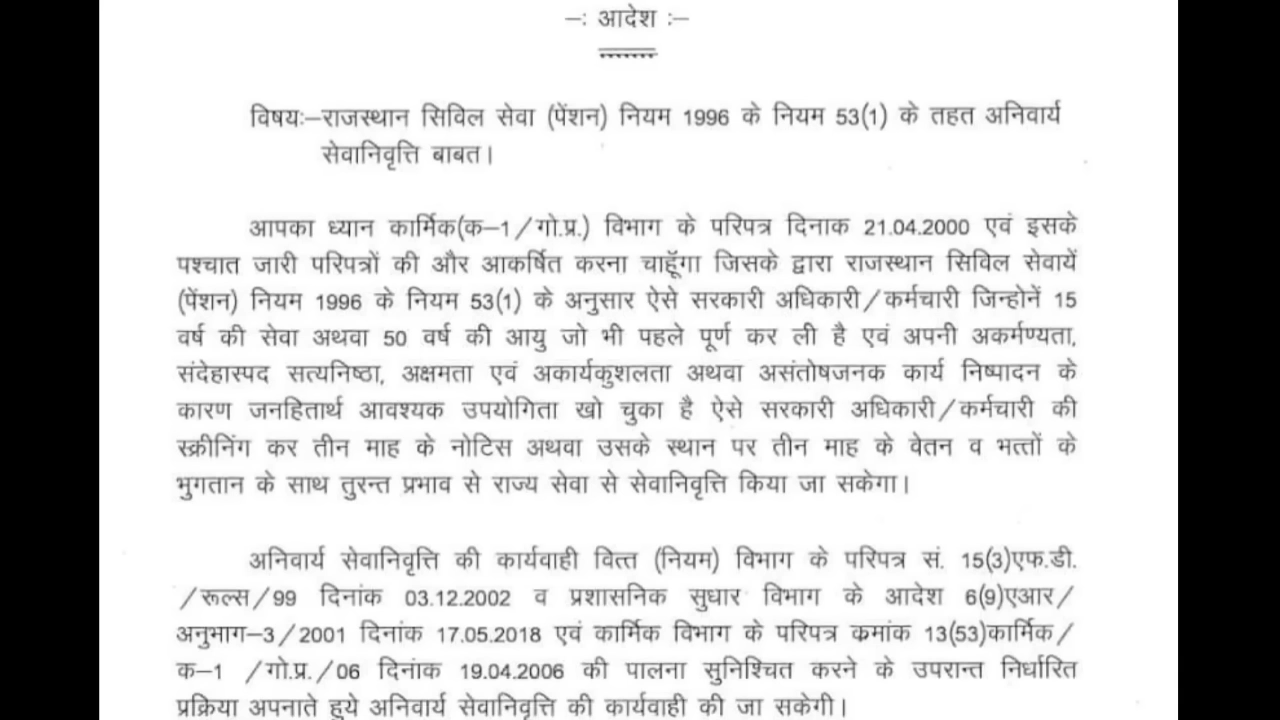 –: आदेश :–
विषयः–राजस्थान सिविल सेवा (पेंशन) नियम 1996 के नियम 53(1) के तहत अनिवार्य
सेवानिवृत्ति बाबत।
आपका ध्यान कार्मिक(क–1/गो.प्र.) विभाग के परिपत्र दिनाक 21.04.2000 एवं इसके
पश्चात जारी परिपत्रों की और आकर्षित करना चाहूँगा जिसके द्वारा राजस्थान सिविल सेवायें
(पेंशन) नियम 1996 के नियम 53(1) के अनुसार ऐसे सरकारी अधिकारी/कर्मचारी जिन्होनें 15
वर्ष की सेवा अथवा 50 वर्ष की आयु जो भी पहले पूर्ण कर ली है एवं अपनी अकर्मण्यता,
संदेहास्पद सत्यनिष्ठा, अक्षमता एवं अकार्यकुशलता अथवा असंतोषजनक कार्य निष्पादन के
कारण जनहितार्थ आवश्यक उपयोगिता खो चुका है ऐसे सरकारी अधिकारी/कर्मचारी की
स्क्रीनिंग कर तीन माह के नोटिस अथवा उसके स्थान पर तीन माह के वेतन व भत्तों के
भुगतान के साथ तुरन्त प्रभाव से राज्य सेवा से सेवानिवृत्ति किया जा सकेगा।
अनिवार्य सेवानिवृत्ति की कार्यवाही वित्त (नियम) विभाग के परिपत्र सं. 15(3)एफ.डी.
/रूल्स/99 दिनांक 03.12.2002 व प्रशासनिक सुधार विभाग के आदेश 6(9)एआर/
अनुभाग–3/2001 दिनांक 17.05.2018 एवं कार्मिक विभाग के परिपत्र क्रमांक 13(53)कार्मिक/
क–1 /गो.प्र./06 दिनांक 19.04.2006 की पालना सुनिश्चित करने के उपरान्त निर्धारित
प्रक्रिया अपनाते हुये अनिवार्य सेवानिवृत्ति की कार्यवाही की जा सकेगी।